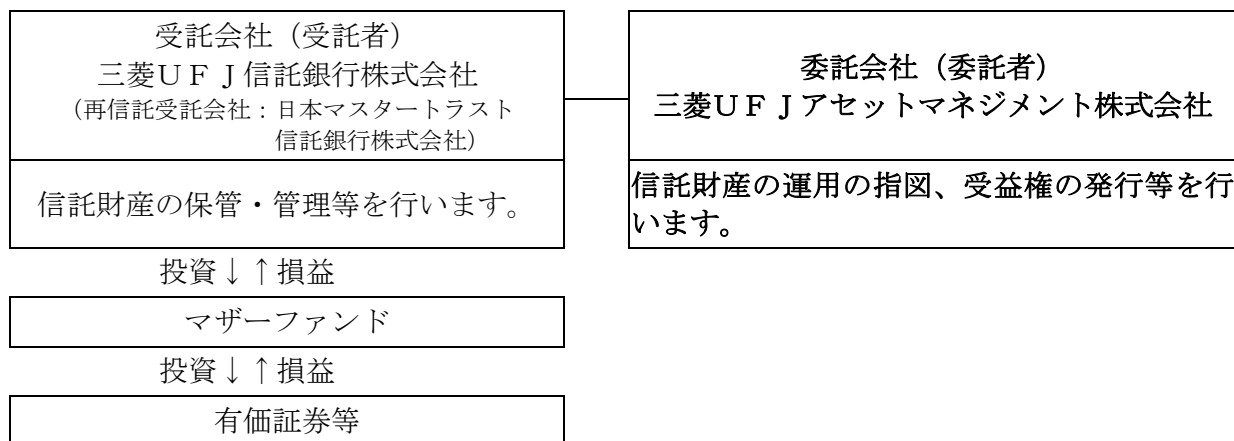 受託会社（受託者）
三菱ＵＦＪ信託銀行株式会社
（再信託受託会社：日本マスタートラスト
信託銀行株式会社）
信託財産の保管・管理等を行います。
委託会社（委託者）
三菱ＵＦＪアセットマネジメント株式会社
信託財産の運用の指図、受益権の発行等を行
います。
投資↓↑損益
マザーファンド
投資↓↑損益
有価証券等